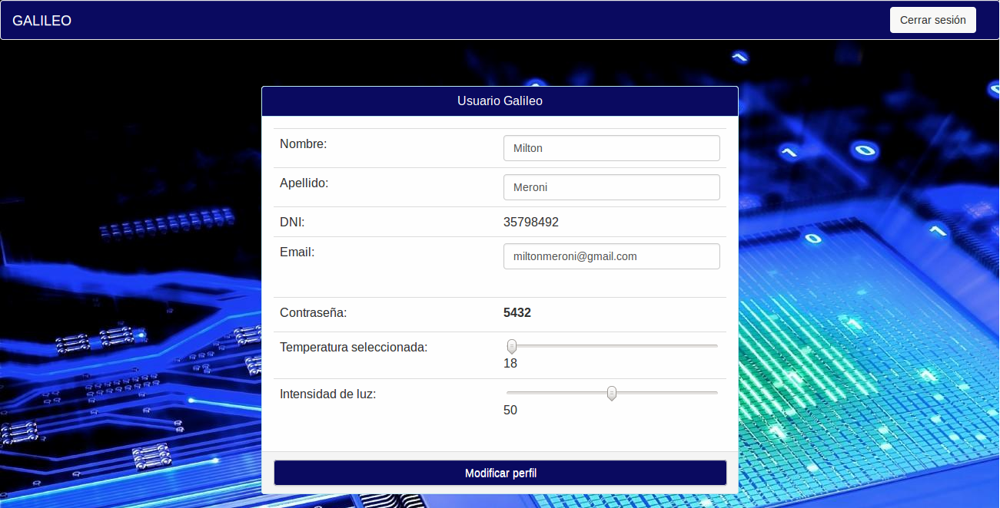 GALILEO
Cerrar sesión
Usuario Galileo
Nombre: Milton
Apellido: Meroni
DNI: 35798492
Email: miltonmeroni@gmail.com
Contraseña: 5432
Temperatura seleccionada:
18
Intensidad de luz:
50
Modificar perfil